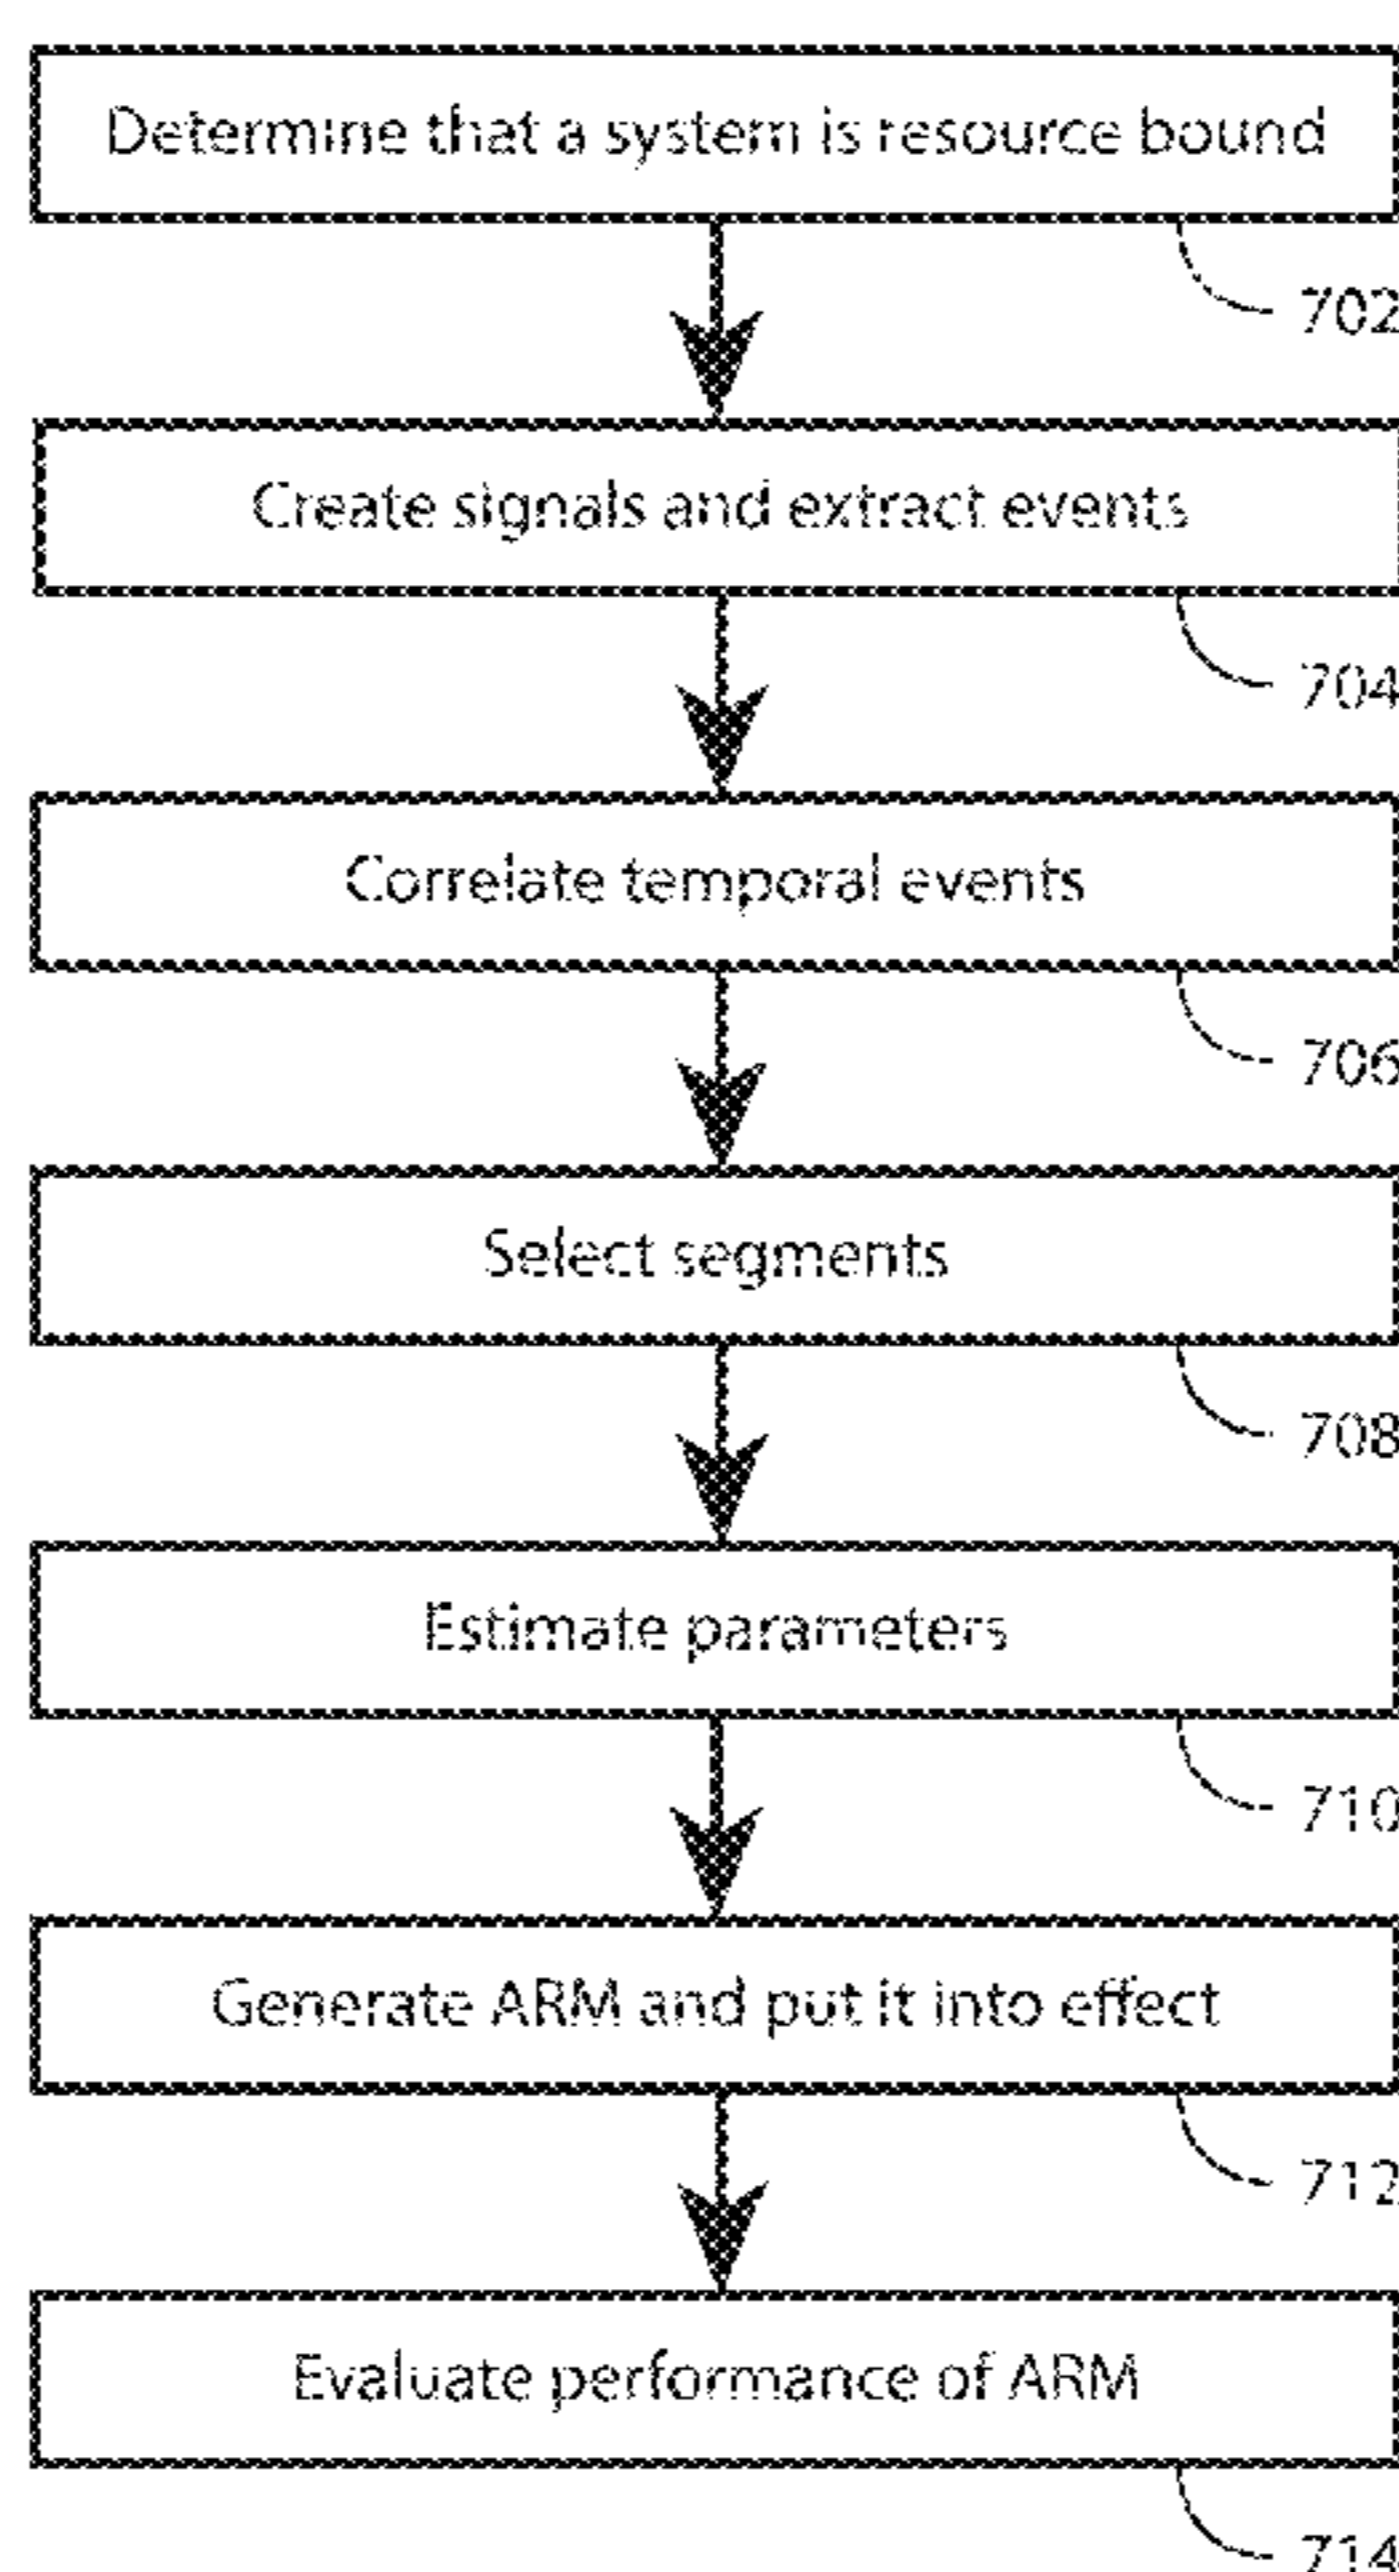 Determine that a system is resource bound
702
Create signals and extract events
704
Correlate temporal events
706
Select segments
708
Estimate parameters
710
Generate ARM and put it into effect
712
Evaluate performance of ARM
714